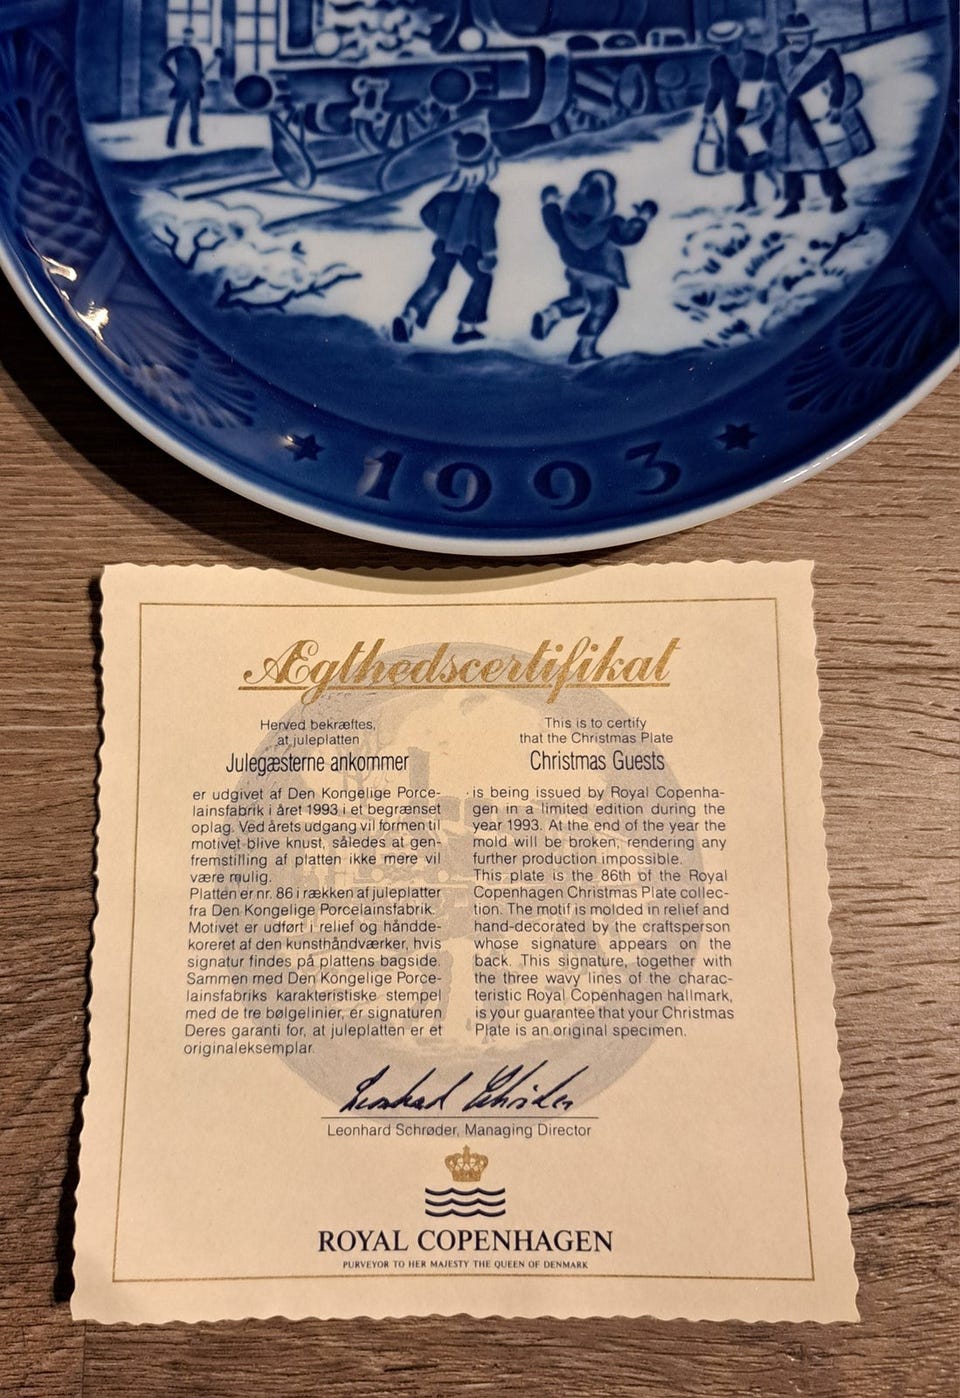 ★ 1993 ★
Ægthedscertifikat
Herved bekræftes,
at juleplatten
Julegæsterne ankommer
er udgivet af Den Kongelige Porce-
lainsfabrik i året 1993 i et begrænset
oplag. Ved årets udgang vil formen til
motivet blive knust, således at gen-
fremstilling af platten ikke mere vil
være mulig.
Platten er nr. 86 i rækken af juleplatter
fra Den Kongelige Porcelainsfabrik.
Motivet er udført i relief og hånddde-
koreret af den kunsthåndværker, hvis
signatur findes på plattens bagside.
Sammen med Den Kongelige Porce-
lainsfabriks karakteristiske stempel
med de tre bølgelinier, er signaturen
Deres garanti for, at juleplatten er et
originaleksemplar.
This is to certify
that the Christmas Plate
Christmas Guests
is being issued by Royal Copenha-
gen in a limited edition during the
year 1993. At the end of the year the
mold will be broken, rendering any
further production impossible.
This plate is the 86th of the Royal
Copenhagen Christmas Plate collec-
tion. The motif is molded in relief and
hand-decorated by the craftsperson
whose signature appears on the
back. This signature, together with
the three wavy lines of the charac-
teristic Royal Copenhagen hallmark,
is your guarantee that your Christmas
Plate is an original specimen.
Leonhard Schrøder
Leonhard Schrøder, Managing Director
ROYAL COPENHAGEN
PURVEYOR TO HER MAJESTY THE QUEEN OF DENMARK